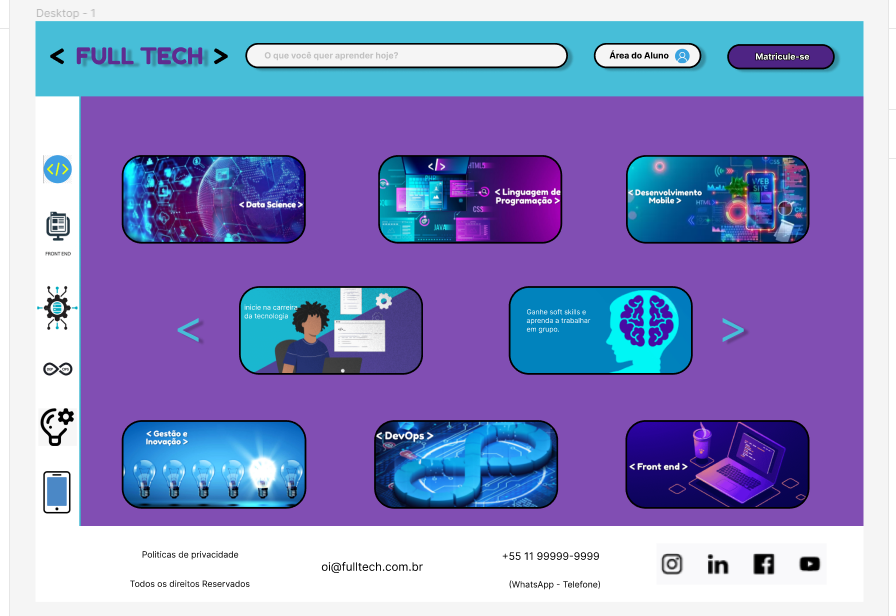 Desktop - 1
< FULL TECH >
O que você quer aprender hoje?
Área do Aluno
Matricule-se
</>
FRONT END
DEV
OPS
< Data Science >
</>
HTML5
CSS
JAVA
< Linguagem de
Programação >
WEB
SITE
HTML
< Desenvolvimento
Mobile >
<
inicie na carreira
da tecnologia
Ganhe soft skills e
aprenda a trabalhar
em grupo.
>
< Gestão e
Inovação >
< DevOps >
< Front end >
Políticas de privacidade
Todos os direitos Reservados
oi@fulltech.com.br
+55 11 99999-9999
(WhatsApp - Telefone)
in